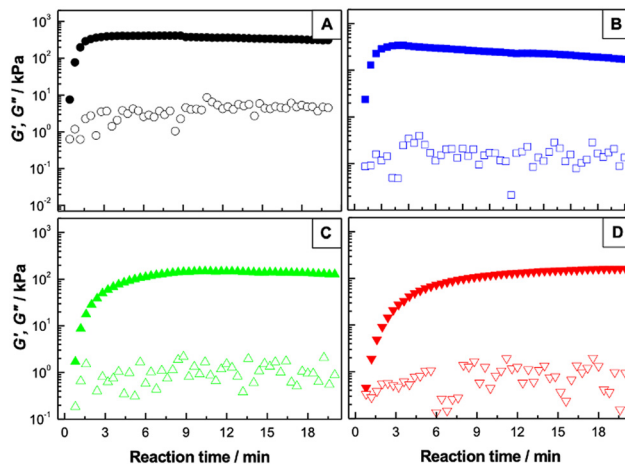 A
B
10³
10²
10¹
10⁰
10⁻¹
10⁻²
G', G" / kPa
C
D
10³
10²
10¹
10⁰
10⁻¹
G', G" / kPa
0 3 6 9 12 15 18
0 3 6 9 12 15 18
Reaction time / min
Reaction time / min